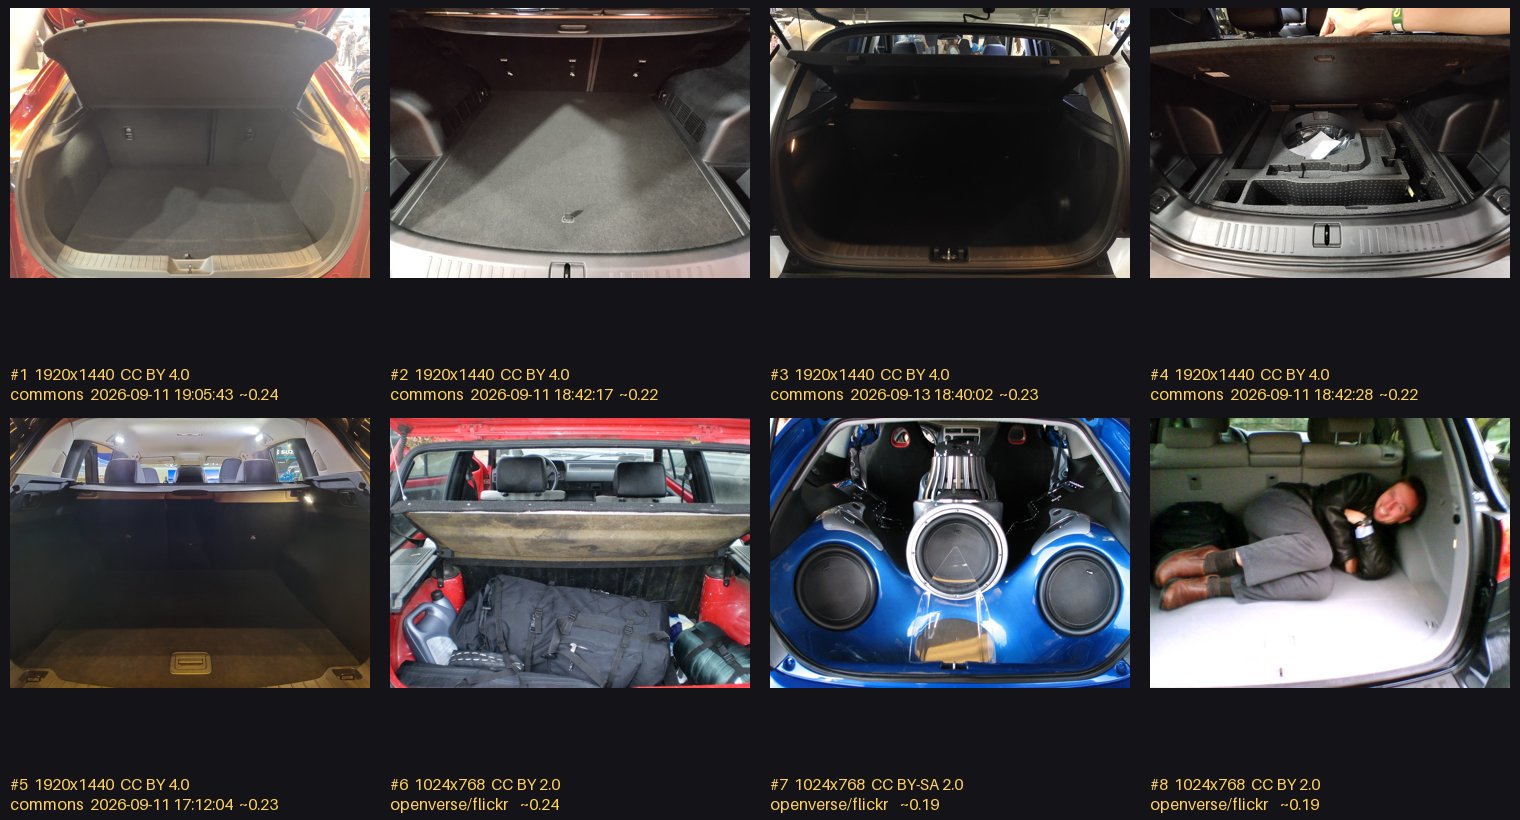 #1 1920x1440 CC BY 4.0
commons 2026-09-11 19:05:43 ~0.24
#2 1920x1440 CC BY 4.0
commons 2026-09-11 18:42:17 ~0.22
#3 1920x1440 CC BY 4.0
commons 2026-09-13 18:40:02 ~0.23
#4 1920x1440 CC BY 4.0
commons 2026-09-11 18:42:28 ~0.22
#5 1920x1440 CC BY 4.0
commons 2026-09-11 17:12:04 ~0.23
#6 1024x768 CC BY 2.0
openverse/flickr ~0.24
#7 1024x768 CC BY-SA 2.0
openverse/flickr ~0.19
#8 1024x768 CC BY 2.0
openverse/flickr ~0.19